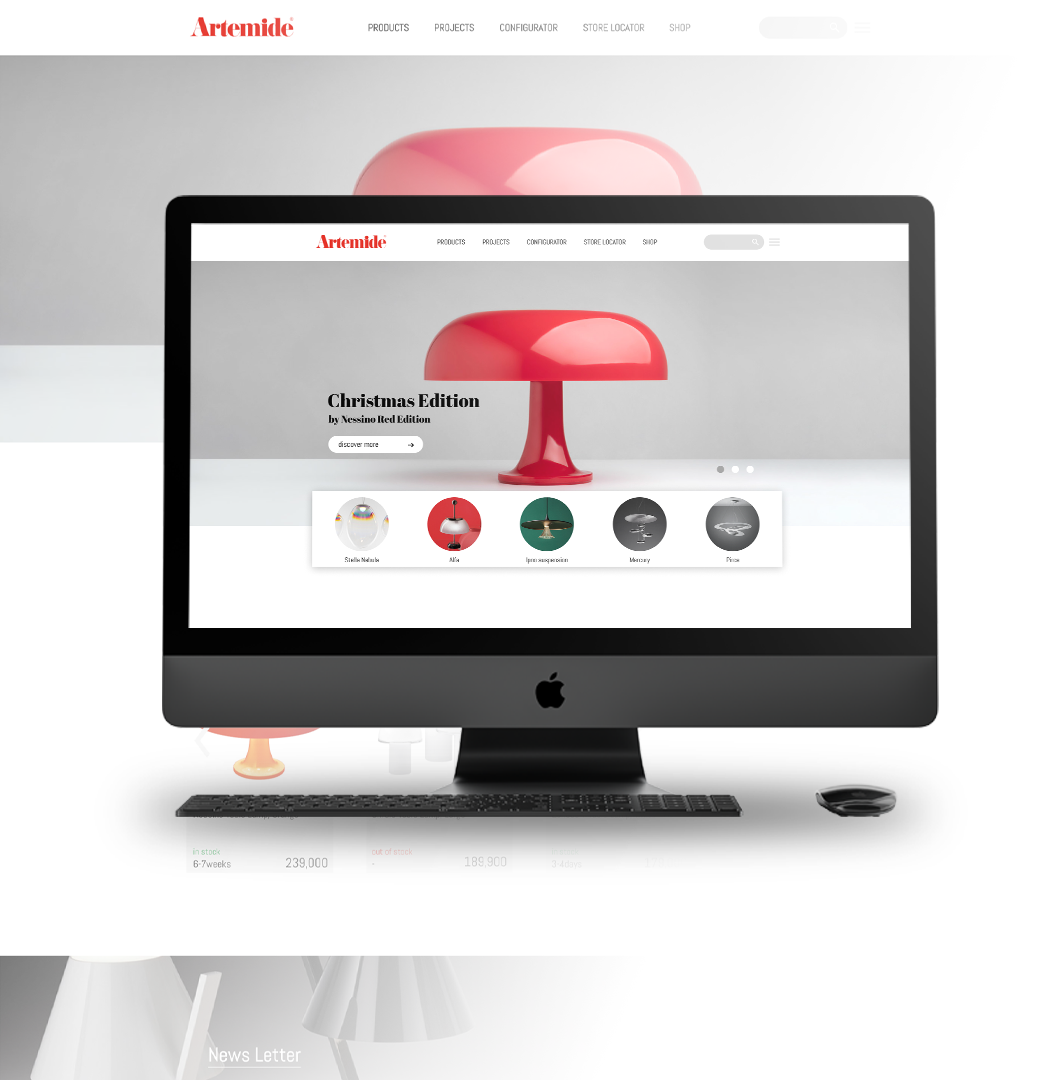 Artemide®
PRODUCTS PROJECTS CONFIGURATOR STORE LOCATOR SHOP
Artemide®
PRODUCTS PROJECTS CONFIGURATOR STORE LOCATOR SHOP
Christmas Edition
by Nessino Red Edition
discover more →
Stella Nebula Alfa Ipno suspension Mercury Pirce
in stock out of stock
6-7weeks 239,000 - 189,900 3-4days
News Letter